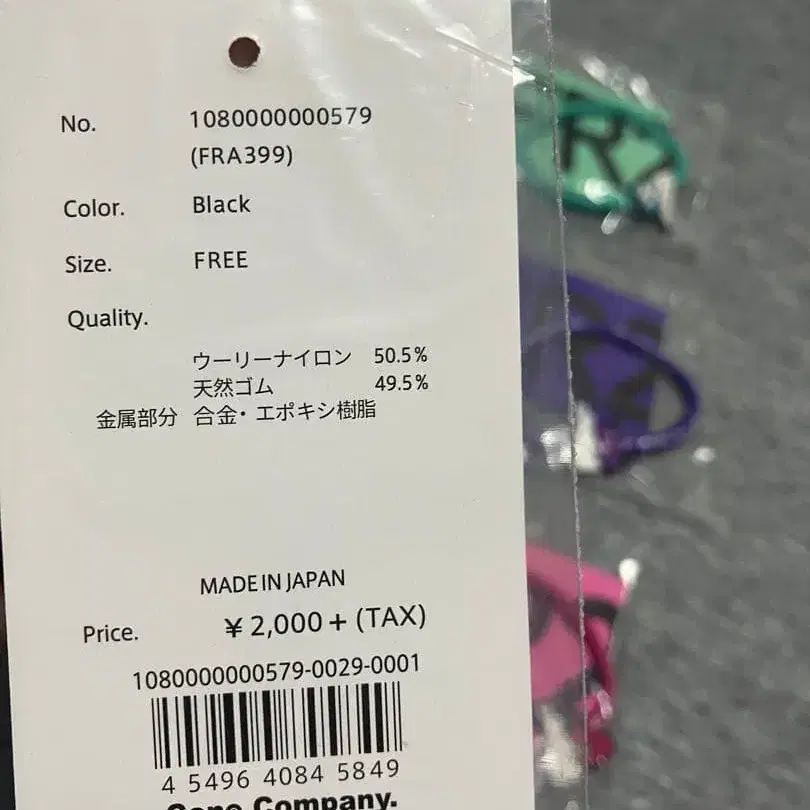 No. 1080000000579
(FRA399)
Color. Black
Size. FREE
Quality.
ウーリーナイロン 50.5%
天然ゴム 49.5%
金属部分 合金・エポキシ樹脂
MADE IN JAPAN
Price. ¥2,000+(TAX)
1080000000579-0029-0001
4 5496 4084 5849
Company.